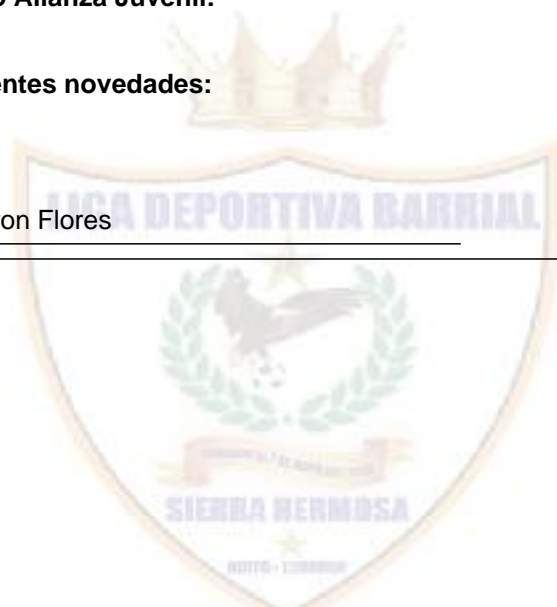 o Alianza Juvenil.
entes novedades:
LIGA DEPORTIVA BARRIAL
on Flores
SIERRA HERMOSA